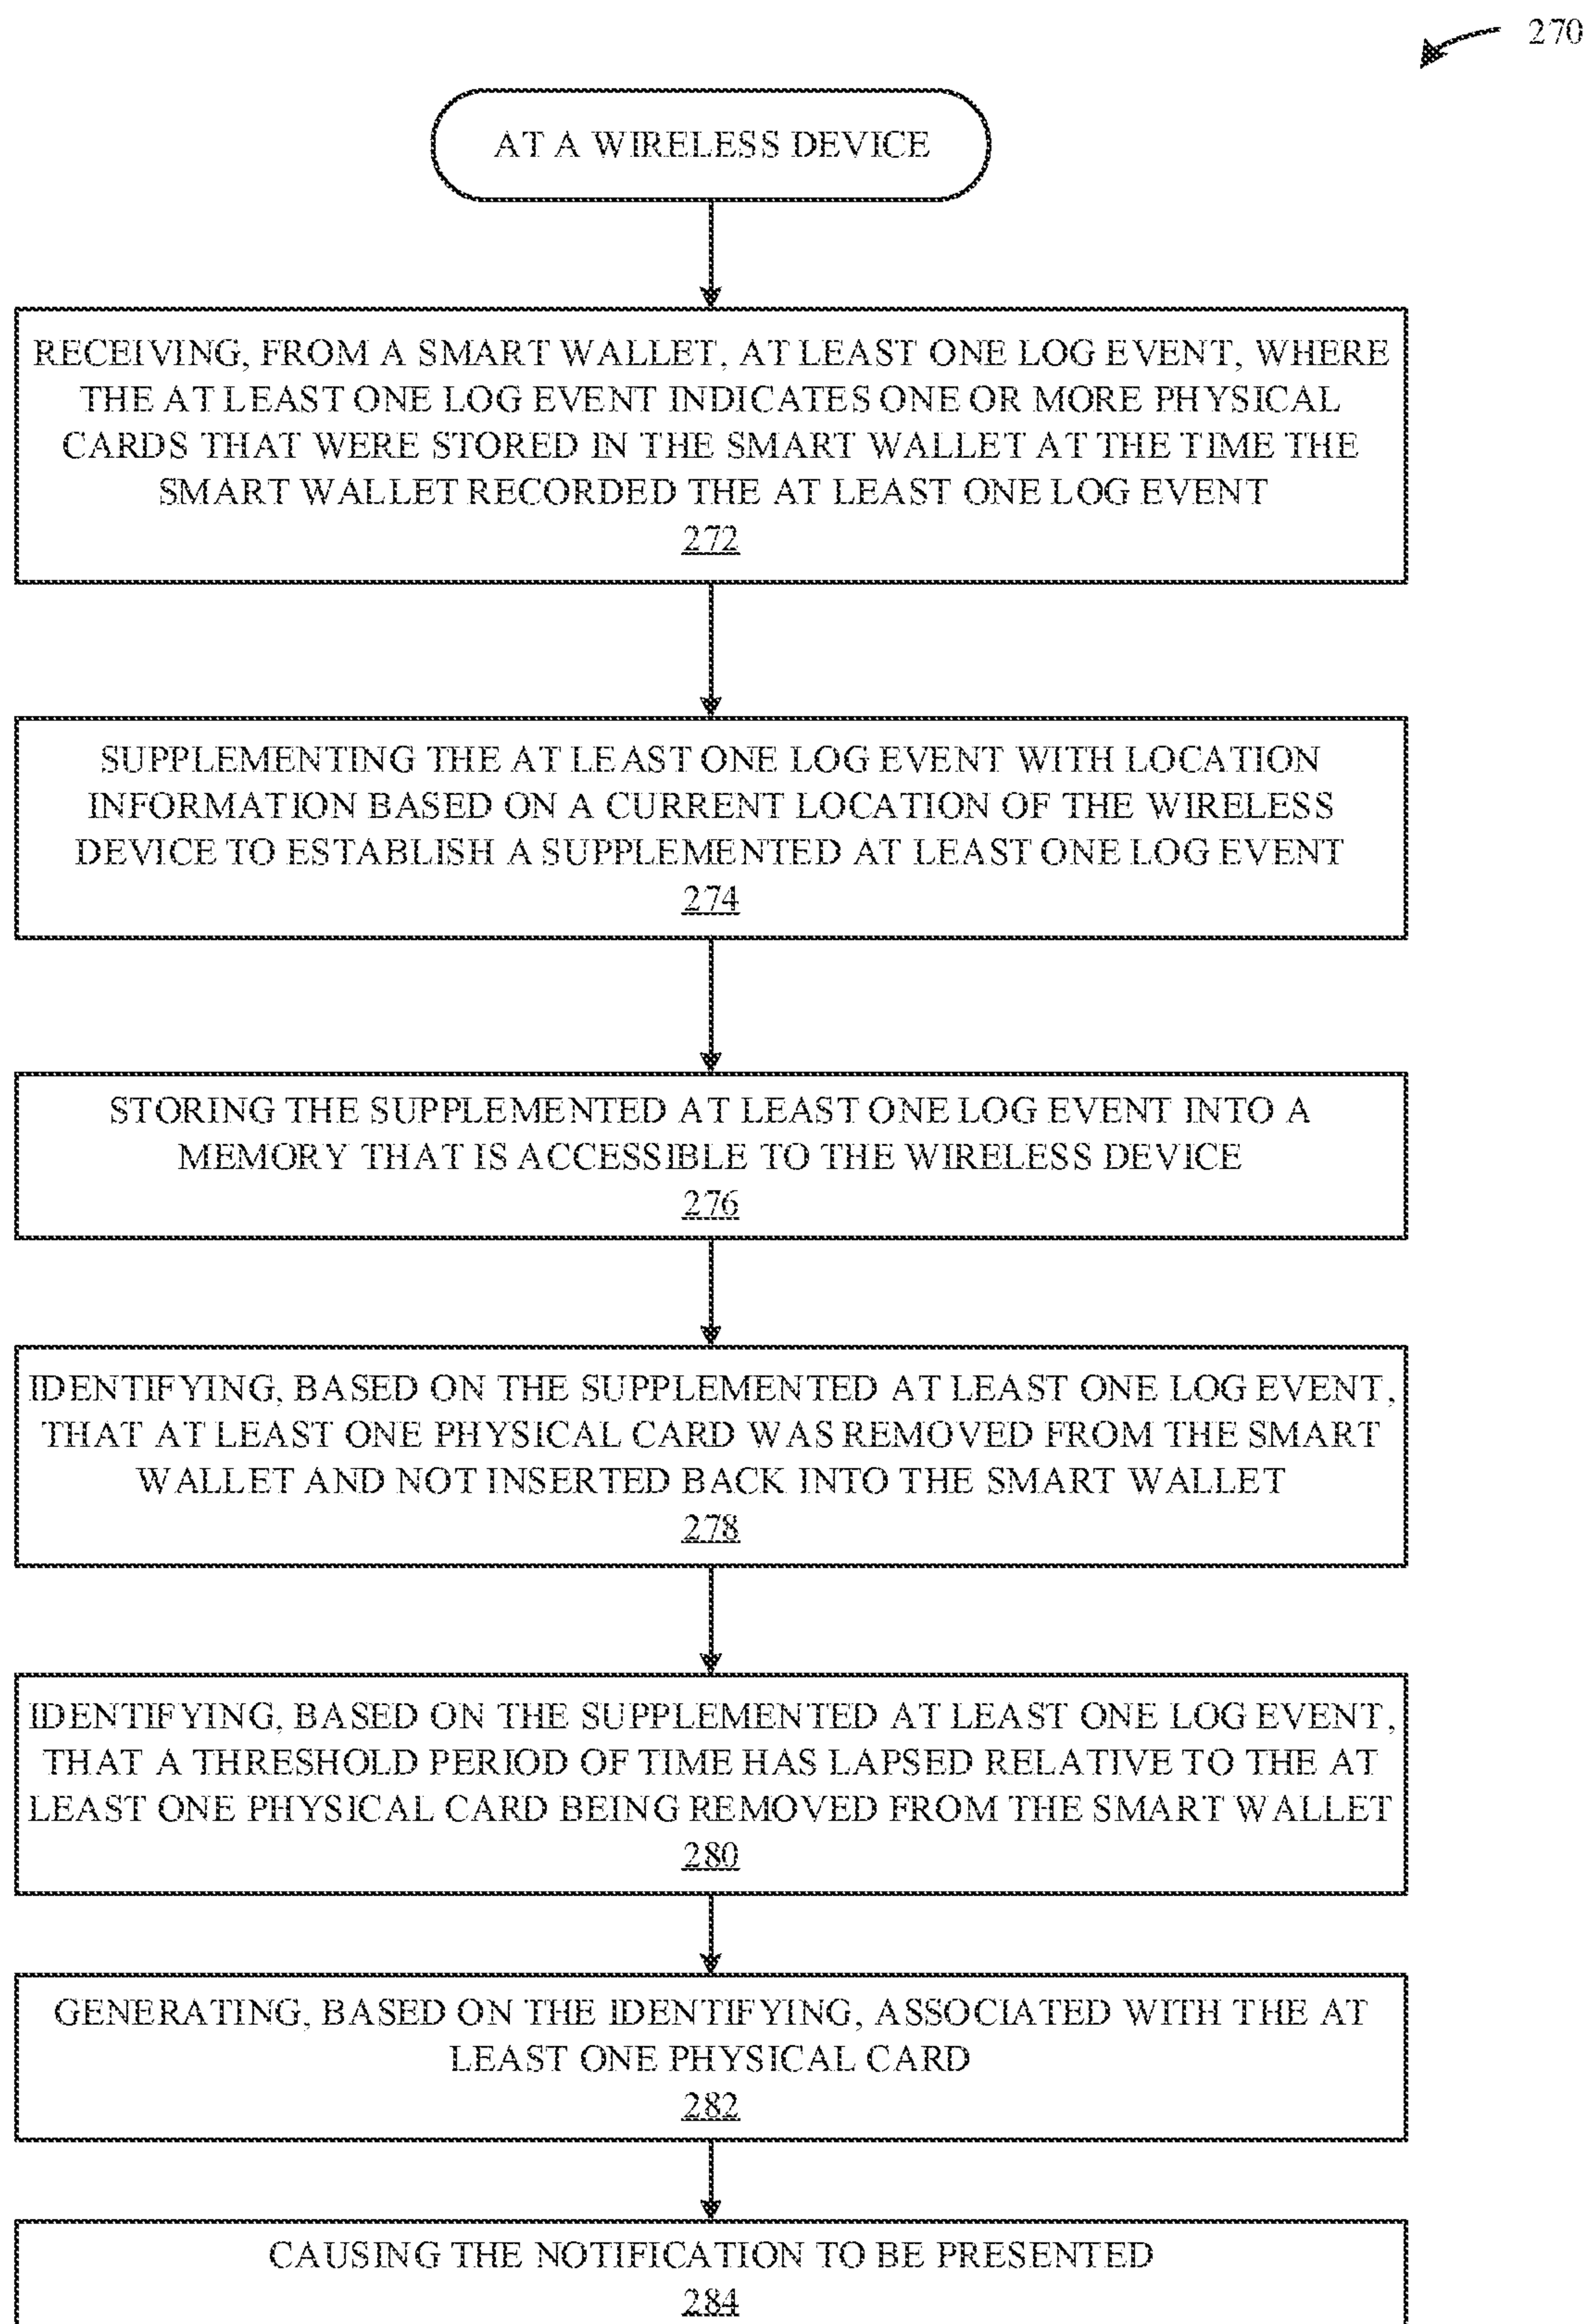 270
AT A WIRELESS DEVICE
RECEIVING, FROM A SMART WALLET, AT LEAST ONE LOG EVENT, WHERE
THE AT LEAST ONE LOG EVENT INDICATES ONE OR MORE PHYSICAL
CARDS THAT WERE STORED IN THE SMART WALLET AT THE TIME THE
SMART WALLET RECORDED THE AT LEAST ONE LOG EVENT
272
SUPPLEMENTING THE AT LEAST ONE LOG EVENT WITH LOCATION
INFORMATION BASED ON A CURRENT LOCATION OF THE WIRELESS
DEVICE TO ESTABLISH A SUPPLEMENTED AT LEAST ONE LOG EVENT
274
STORING THE SUPPLEMENTED AT LEAST ONE LOG EVENT INTO A
MEMORY THAT IS ACCESSIBLE TO THE WIRELESS DEVICE
276
IDENTIFYING, BASED ON THE SUPPLEMENTED AT LEAST ONE LOG EVENT,
THAT AT LEAST ONE PHYSICAL CARD WAS REMOVED FROM THE SMART
WALLET AND NOT INSERTED BACK INTO THE SMART WALLET
278
IDENTIFYING, BASED ON THE SUPPLEMENTED AT LEAST ONE LOG EVENT,
THAT A THRESHOLD PERIOD OF TIME HAS LAPSED RELATIVE TO THE AT
LEAST ONE PHYSICAL CARD BEING REMOVED FROM THE SMART WALLET
280
GENERATING, BASED ON THE IDENTIFYING, ASSOCIATED WITH THE AT
LEAST ONE PHYSICAL CARD
282
CAUSING THE NOTIFICATION TO BE PRESENTED
284